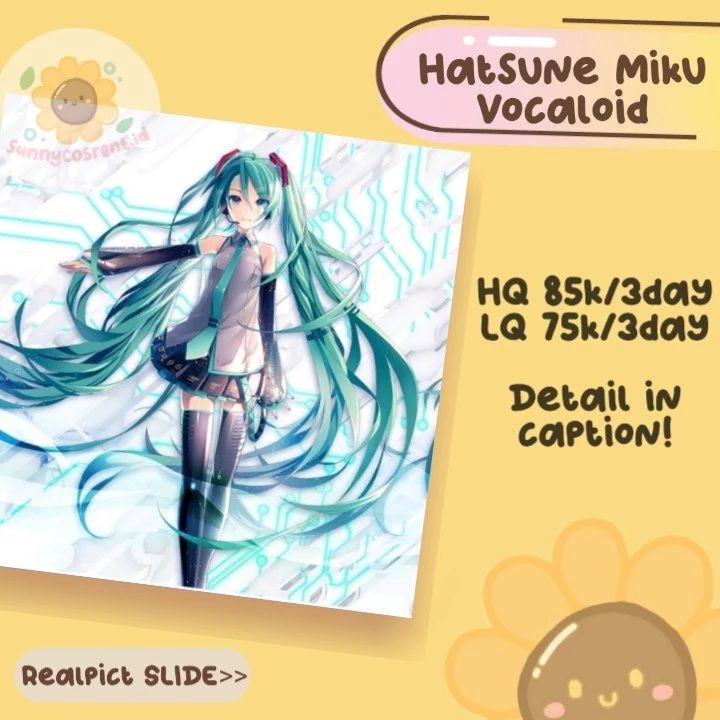 Hatsune Miku
Vocaloid
sunnycosrent.id
HQ 85k/3day
LQ 75k/3day
Detail in
caption!
RealPict SLIDE>>